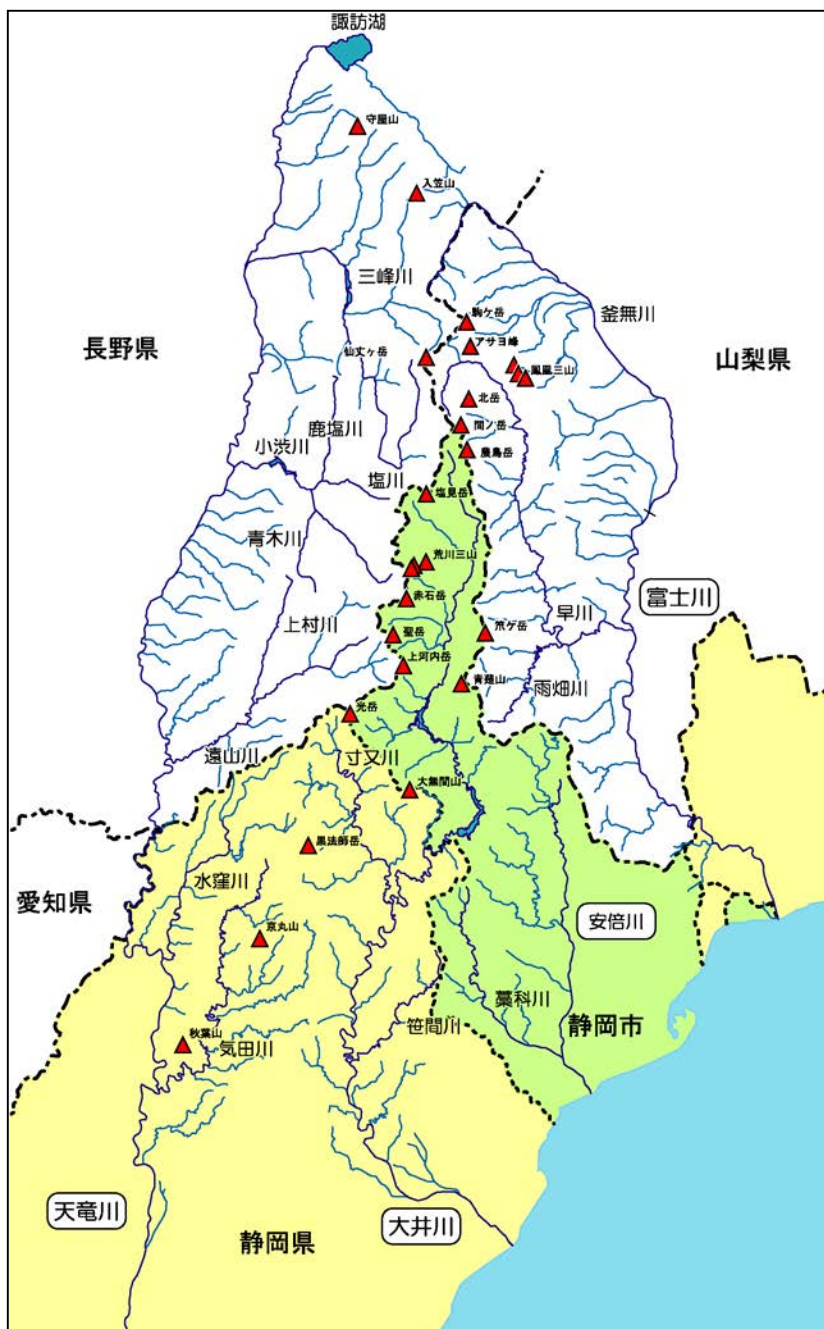 諏訪湖
守屋山
入笠山
三峰川
駒ケ岳
釜無川
アサヨ峰
長野県
仙丈ヶ岳
山梨県
鳳凰三山
北岳
間ノ岳
鹿塩川
小渋川
農鳥岳
塩川
塩見岳
青木川
荒川三山
赤石岳
富士川
上村川
早川
聖岳
笊ケ岳
上河内岳
雨畑川
青薙山
光岳
遠山川
寸又川
大無間山
黒法師岳
水窪川
愛知県
安倍川
京丸山
藁科川
笹間川
静岡市
秋葉山
気田川
天竜川
大井川
静岡県